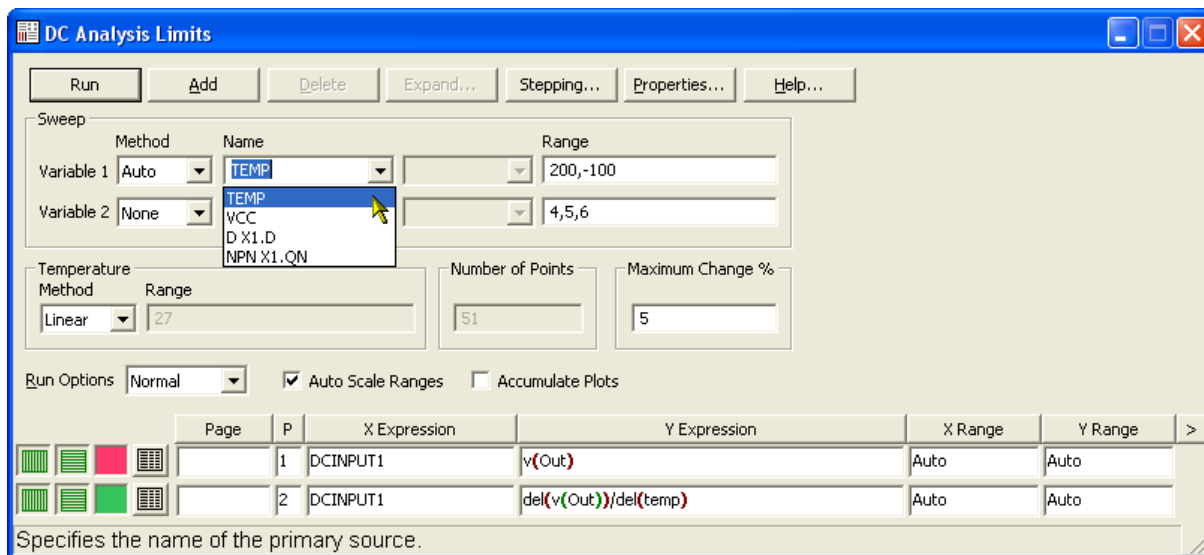 DC Analysis Limits
Run Add Delete Expand... Stepping... Properties... Help...
Sweep
Method Name Range
Variable 1 Auto TEMP 200,-100
TEMP
Variable 2 None VCC 4,5,6
D X1.D
NPN X1.QN
Temperature Number of Points Maximum Change %
Method Range
Linear 27 51 5
Run Options Normal Auto Scale Ranges Accumulate Plots
Page P X Expression Y Expression X Range Y Range >
1 DCINPUT1 v(Out) Auto Auto
2 DCINPUT1 del(v(Out))/del(temp) Auto Auto
Specifies the name of the primary source.